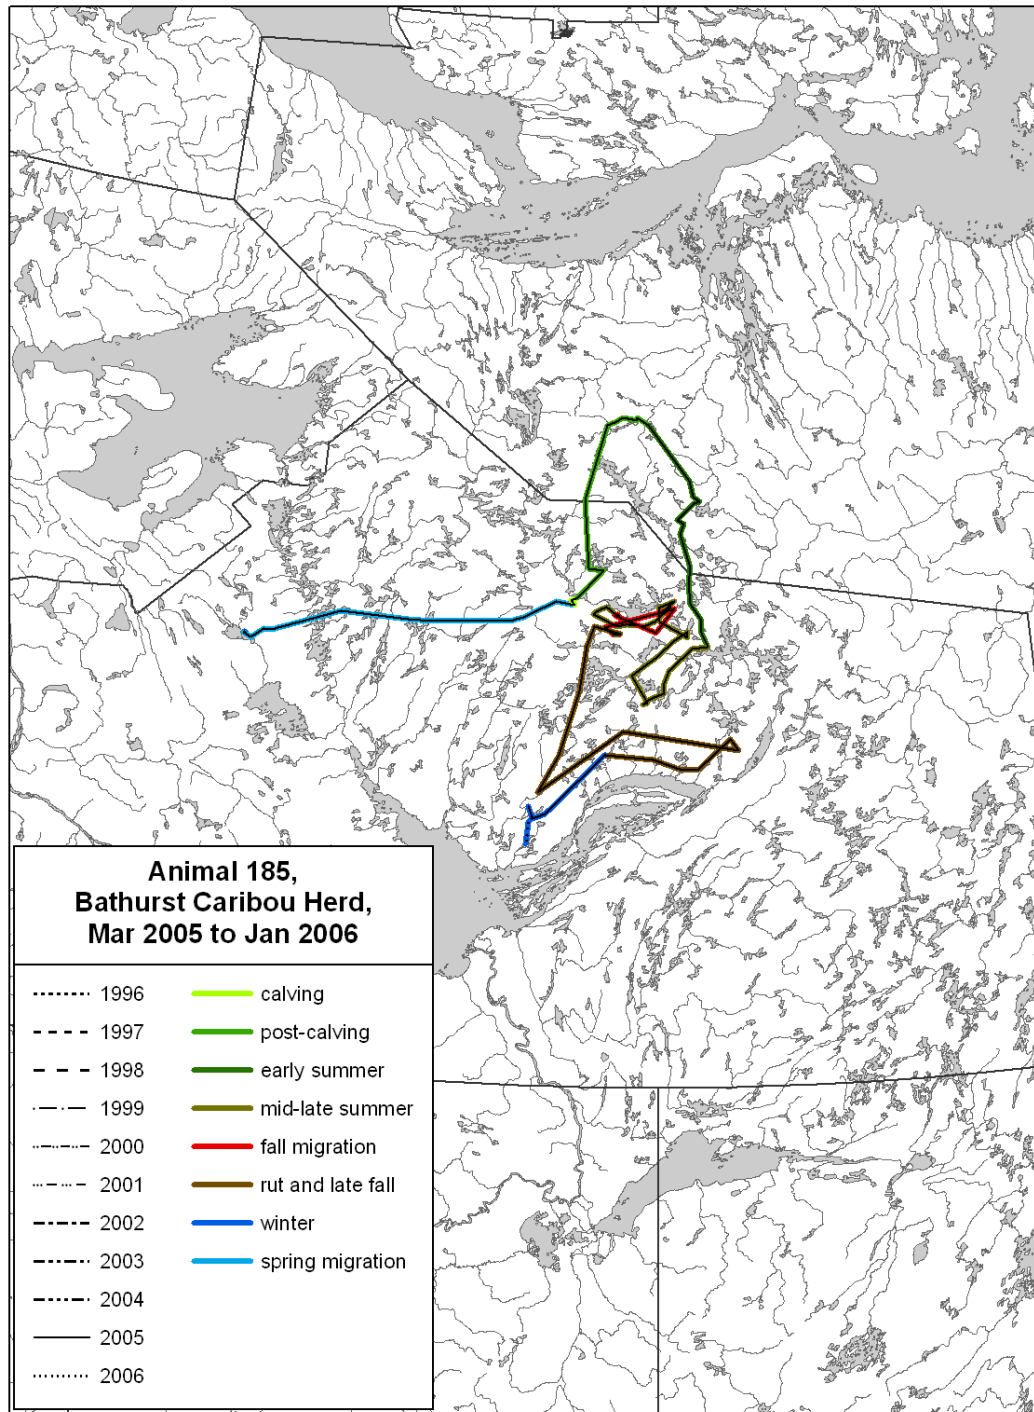 Animal 185,
Bathurst Caribou Herd,
Mar 2005 to Jan 2006
1996
1997
1998
1999
2000
2001
2002
2003
2004
2005
2006
calving
post-calving
early summer
mid-late summer
fall migration
rut and late fall
winter
spring migration